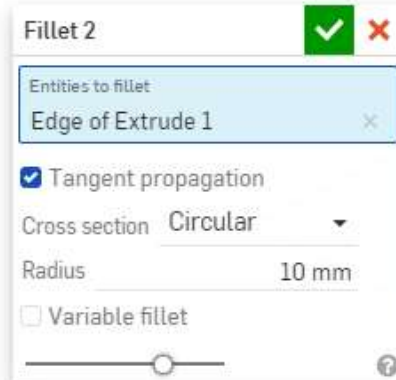 Fillet 2
Entities to fillet
Edge of Extrude 1
Tangent propagation
Cross section Circular
Radius 10 mm
Variable fillet
?